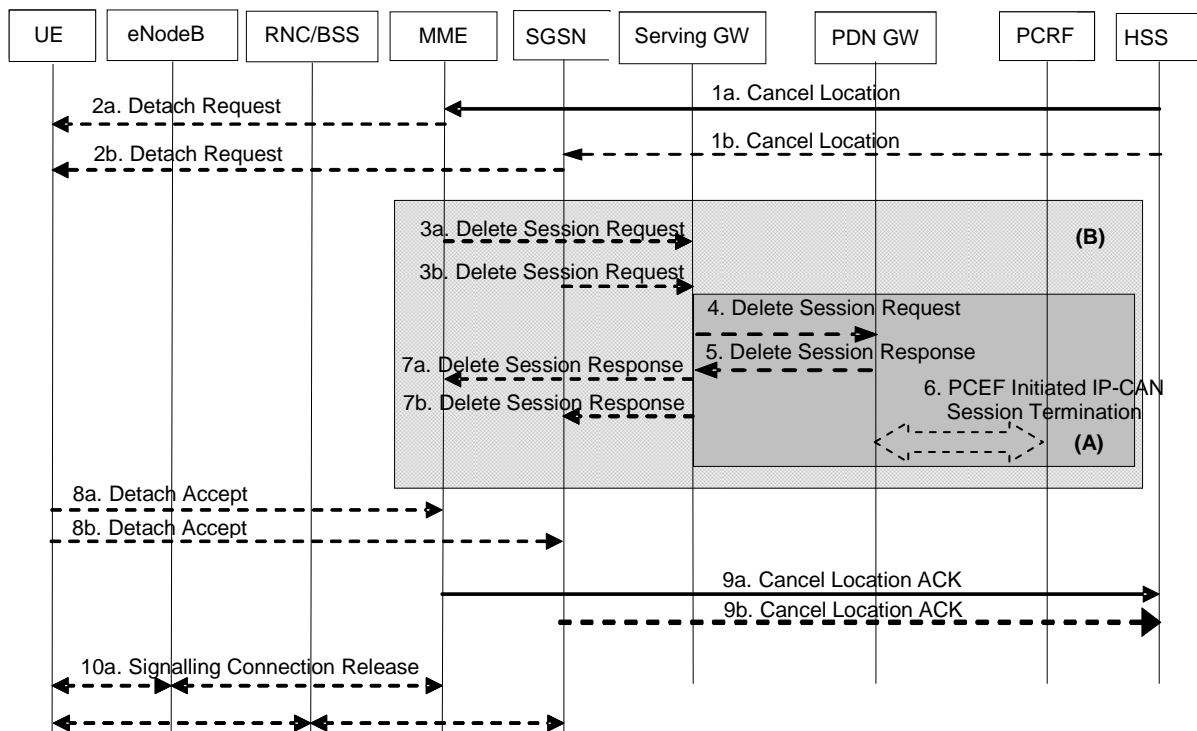 UE eNodeB RNC/BSS MME SGSN Serving GW PDN GW PCRF HSS
1a. Cancel Location
2a. Detach Request
1b. Cancel Location
2b. Detach Request
3a. Delete Session Request
(B)
3b. Delete Session Request
4. Delete Session Request
5. Delete Session Response
7a. Delete Session Response
6. PCEF Initiated IP-CAN
Session Termination
7b. Delete Session Response
(A)
8a. Detach Accept
8b. Detach Accept
9a. Cancel Location ACK
9b. Cancel Location ACK
10a. Signalling Connection Release